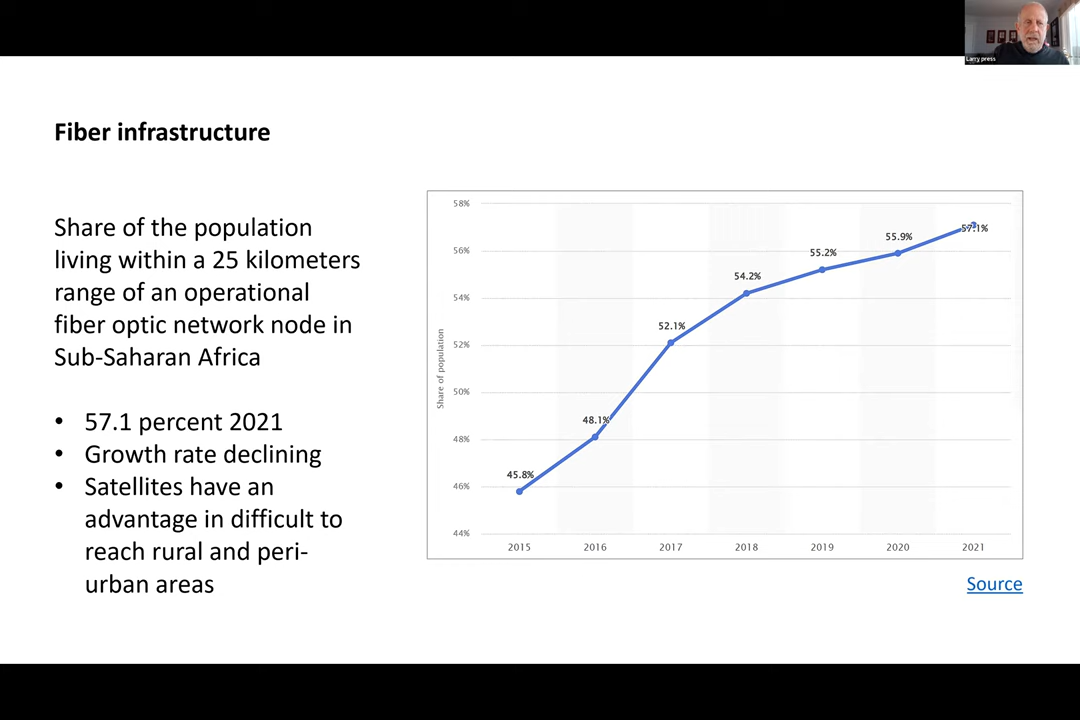 Larry press
Fiber infrastructure
Share of the population
living within a 25 kilometers
range of an operational
fiber optic network node in
Sub-Saharan Africa
• 57.1 percent 2021
• Growth rate declining
• Satellites have an
advantage in difficult to
reach rural and peri-
urban areas
Share of population
58%
56%
54%
52%
50%
48%
46%
44%
45.8%
48.1%
52.1%
54.2%
55.2%
55.9%
57.1%
2015 2016 2017 2018 2019 2020 2021
Source